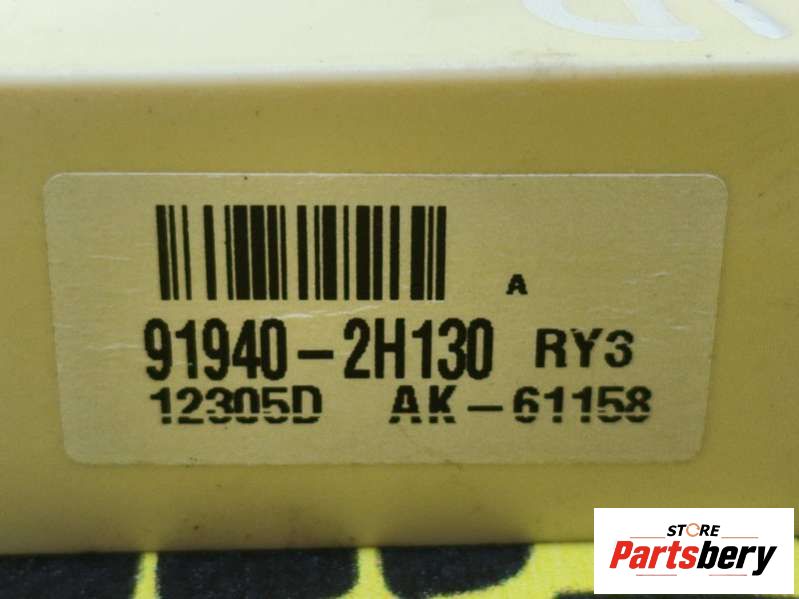 A
91940-2H130 RY3
12305D AK-61158
STORE
Partsbery